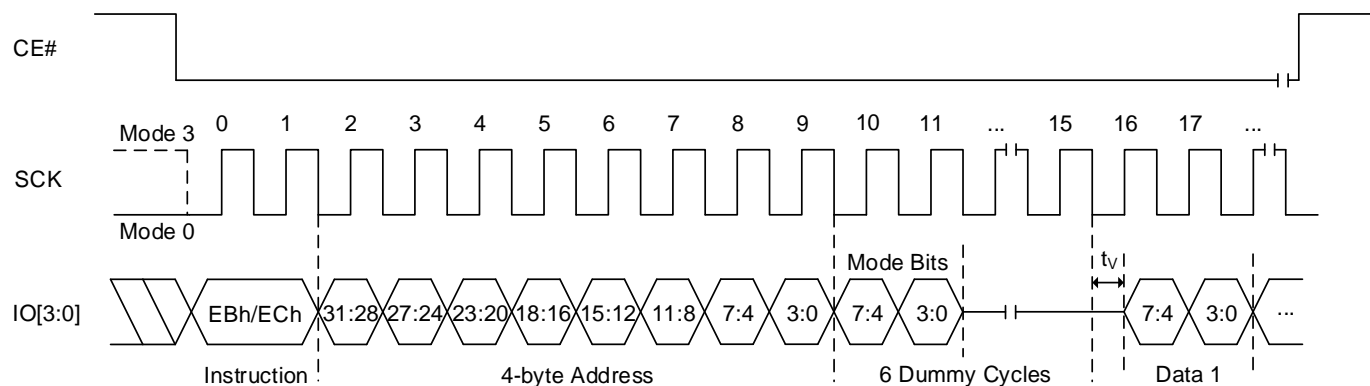 CE#
Mode 3 0 1 2 3 4 5 6 7 8 9 10 11 ... 15 16 17 ...
SCK
Mode 0
Mode Bits tV
IO[3:0] EBh/ECh 31:28 27:24 23:20 18:16 15:12 11:8 7:4 3:0 7:4 3:0 7:4 3:0 ...
Instruction 4-byte Address 6 Dummy Cycles Data 1